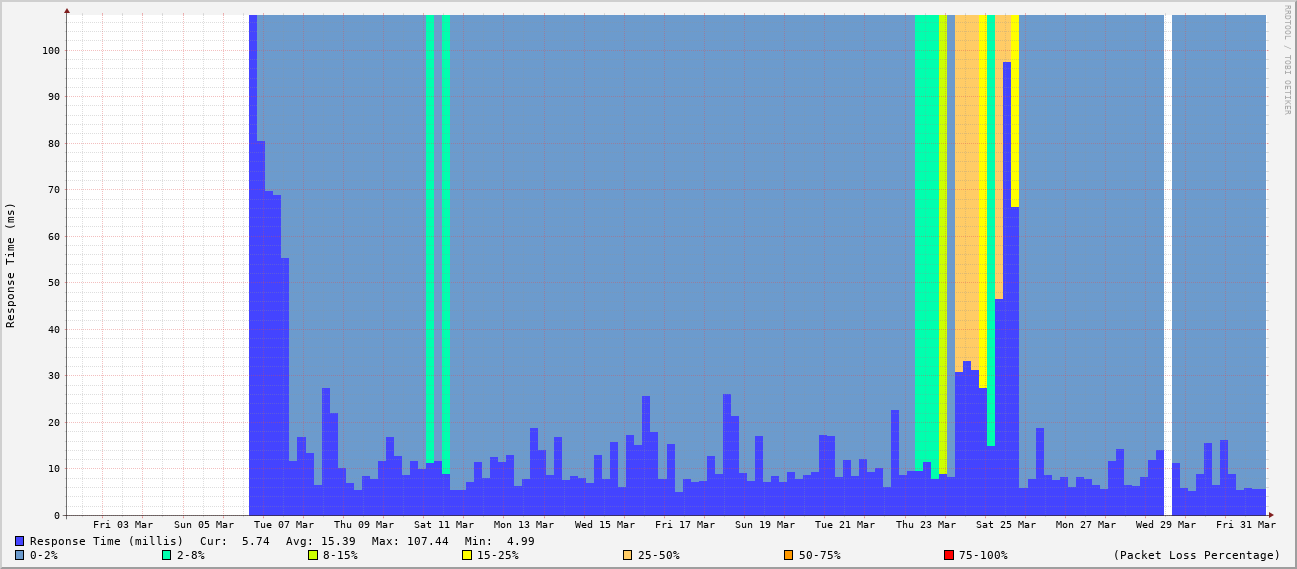 RRDTOOL / TOBI OETIKER
Response Time (ms)
100
90
80
70
60
50
40
30
20
10
0
Fri 03 Mar Sun 05 Mar Tue 07 Mar Thu 09 Mar Sat 11 Mar Mon 13 Mar Wed 15 Mar Fri 17 Mar Sun 19 Mar Tue 21 Mar Thu 23 Mar Sat 25 Mar Mon 27 Mar Wed 29 Mar Fri 31 Mar
Response Time (millis) Cur: 5.74 Avg: 15.39 Max: 107.44 Min: 4.99
0-2% 2-8% 8-15% 15-25% 25-50% 50-75% 75-100% (Packet Loss Percentage)